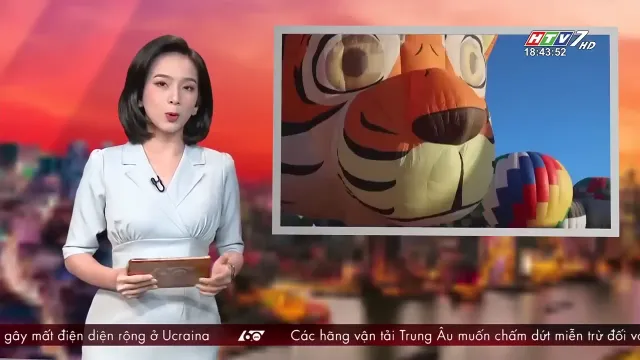 HTV7 HD
18:43:52
gây mất điện diện rộng ở Ucraina 60 Các hãng vận tải Trung Âu muốn chấm dứt miễn trừ đối v